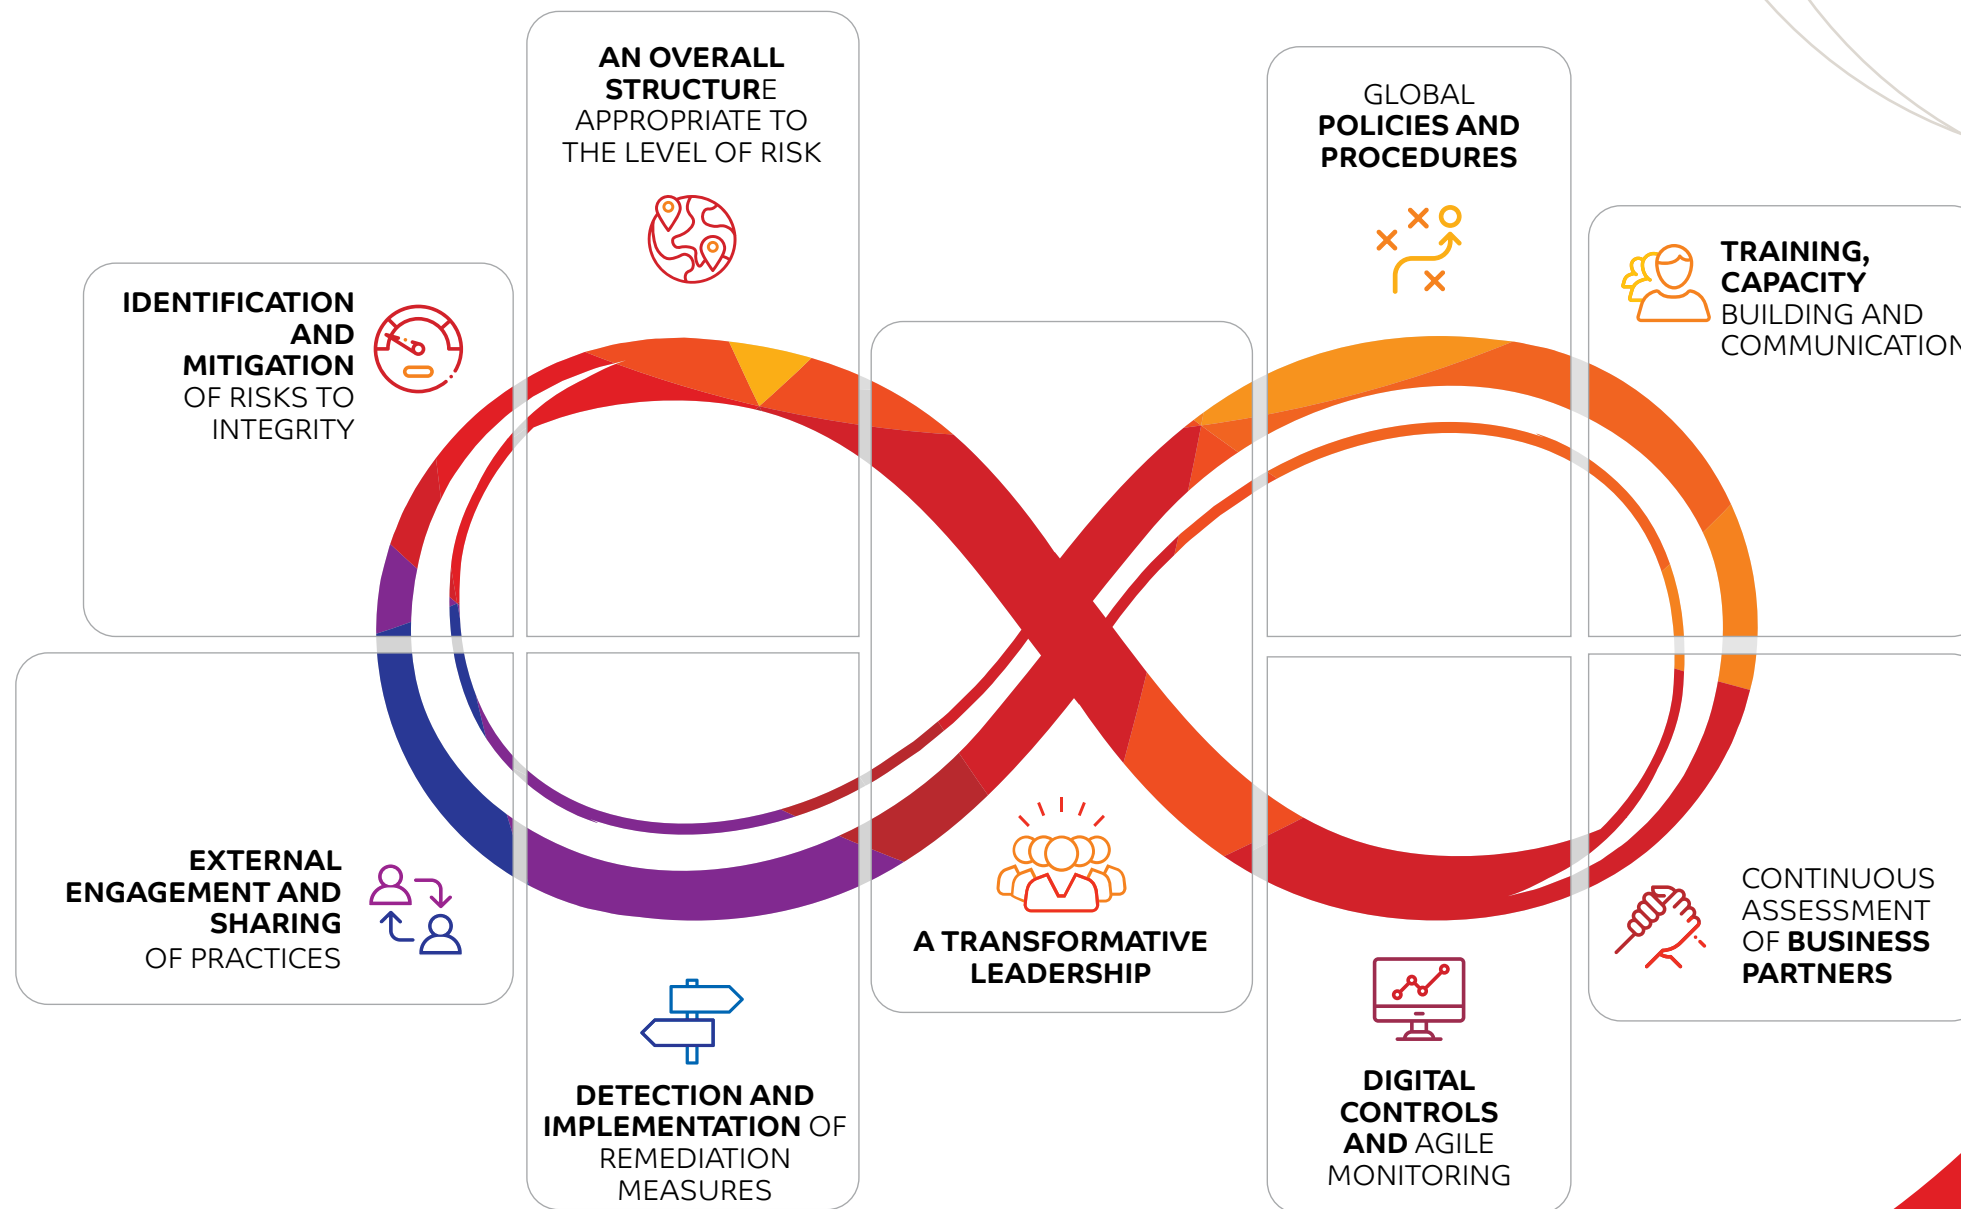 AN OVERALL
STRUCTURE
APPROPRIATE TO
THE LEVEL OF RISK
GLOBAL
POLICIES AND
PROCEDURES
IDENTIFICATION
AND
MITIGATION
OF RISKS TO
INTEGRITY
TRAINING,
CAPACITY
BUILDING AND
COMMUNICATION
EXTERNAL
ENGAGEMENT AND
SHARING
OF PRACTICES
DETECTION AND
IMPLEMENTATION OF
REMEDIATION
MEASURES
A TRANSFORMATIVE
LEADERSHIP
DIGITAL
CONTROLS
AND AGILE
MONITORING
CONTINUOUS
ASSESSMENT
OF BUSINESS
PARTNERS